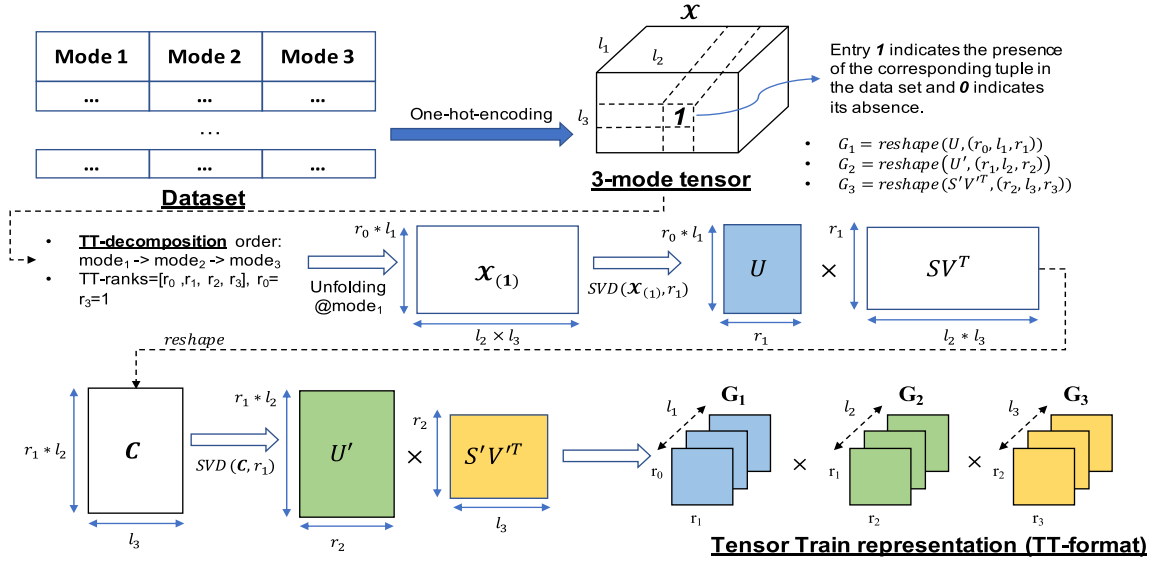 Mode 1 Mode 2 Mode 3
... ... ...
...
... ... ...
Dataset
One-hot-encoding
𝓧
l₁
l₂
l₃
1
3-mode tensor
Entry 1 indicates the presence
of the corresponding tuple in
the data set and 0 indicates
its absence.
• G₁ = reshape(U, (r₀, l₁, r₁))
• G₂ = reshape(U′, (r₁, l₂, r₂))
• G₃ = reshape(S′V′ᵀ, (r₂, l₃, r₃))
• TT-decomposition order:
mode₁ -> mode₂ -> mode₃
• TT-ranks=[r₀ ,r₁, r₂, r₃], r₀=
r₃=1
Unfolding
@mode₁
r₀ * l₁
𝓧₍₁₎
l₂ × l₃
SVD(𝓧₍₁₎, r₁)
r₀ * l₁
U
r₁
×
r₁
SVᵀ
l₂ * l₃
reshape
r₁ * l₂
C
l₃
SVD(C, r₁)
r₁ * l₂
U′
r₂
×
r₂
S′V′ᵀ
l₃
G₁
l₁
r₀
r₁
×
G₂
l₂
r₁
r₂
×
G₃
l₃
r₂
r₃
Tensor Train representation (TT-format)